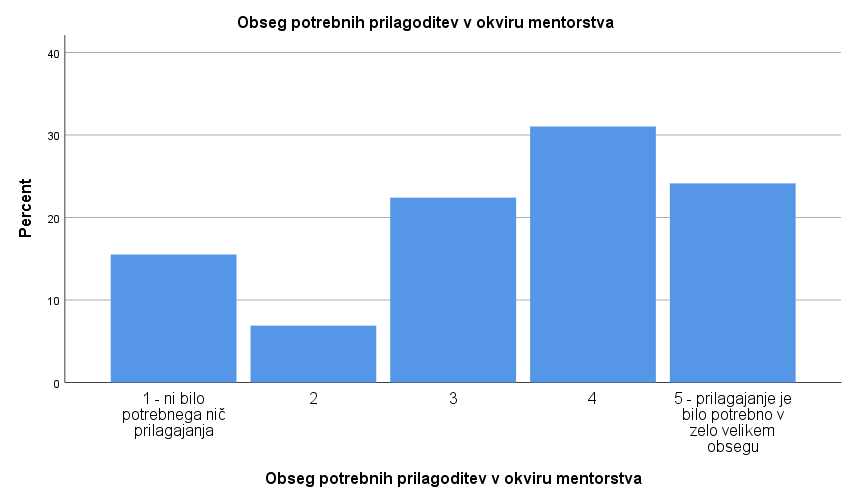 Obseg potrebnih prilagoditev v okviru mentorstva
40
30
20
10
0
Percent
1 - ni bilo
potrebnega nič
prilagajanja
2
3
4
5 - prilagajanje je
bilo potrebno v
zelo velikem
obsegu
Obseg potrebnih prilagoditev v okviru mentorstva